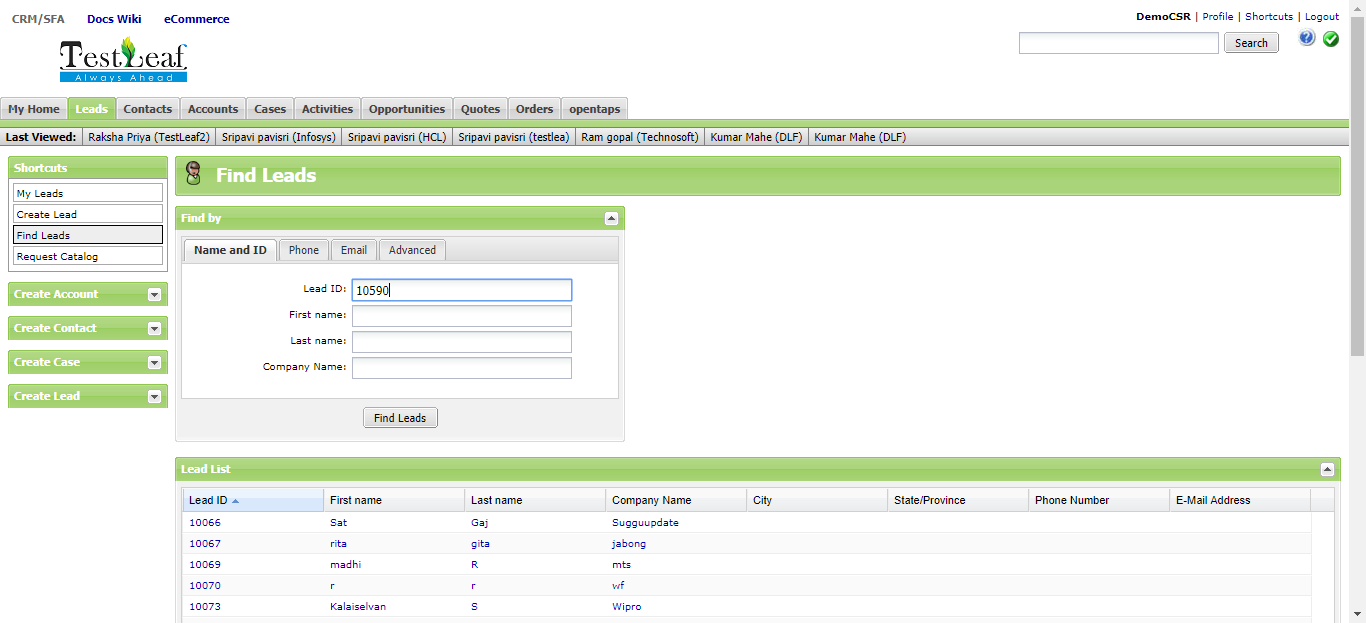 CRM/SFA Docs Wiki eCommerce
DemoCSR | Profile | Shortcuts | Logout
Search
TestLeaf
Always Ahead
My Home Leads Contacts Accounts Cases Activities Opportunities Quotes Orders opentaps
Last Viewed: Raksha Priya (TestLeaf2) Sripavi pavisri (Infosys) Sripavi pavisri (HCL) Sripavi pavisri (testlea) Ram gopal (Technosoft) Kumar Mahe (DLF) Kumar Mahe (DLF)
Shortcuts
My Leads
Create Lead
Find Leads
Request Catalog
Create Account
Create Contact
Create Case
Create Lead
Find Leads
Find by
Name and ID Phone Email Advanced
Lead ID: 10590
First name:
Last name:
Company Name:
Find Leads
Lead List
Lead ID First name Last name Company Name City State/Province Phone Number E-Mail Address
10066 Sat Gaj Sugguupdate
10067 rita gita jabong
10069 madhi R mts
10070 r r wf
10073 Kalaiselvan S Wipro